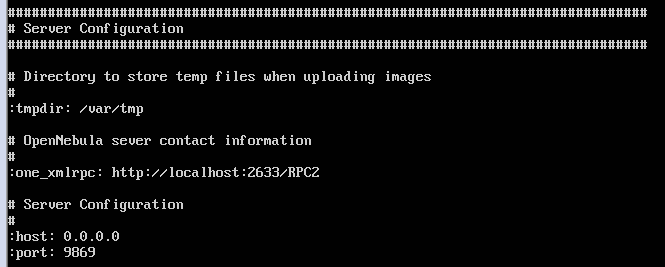 ################################################################################
# Server Configuration
################################################################################
# Directory to store temp files when uploading images
#
:tmpdir: /var/tmp
# OpenNebula sever contact information
#
:one_xmlrpc: http://localhost:2633/RPC2
# Server Configuration
#
:host: 0.0.0.0
:port: 9869